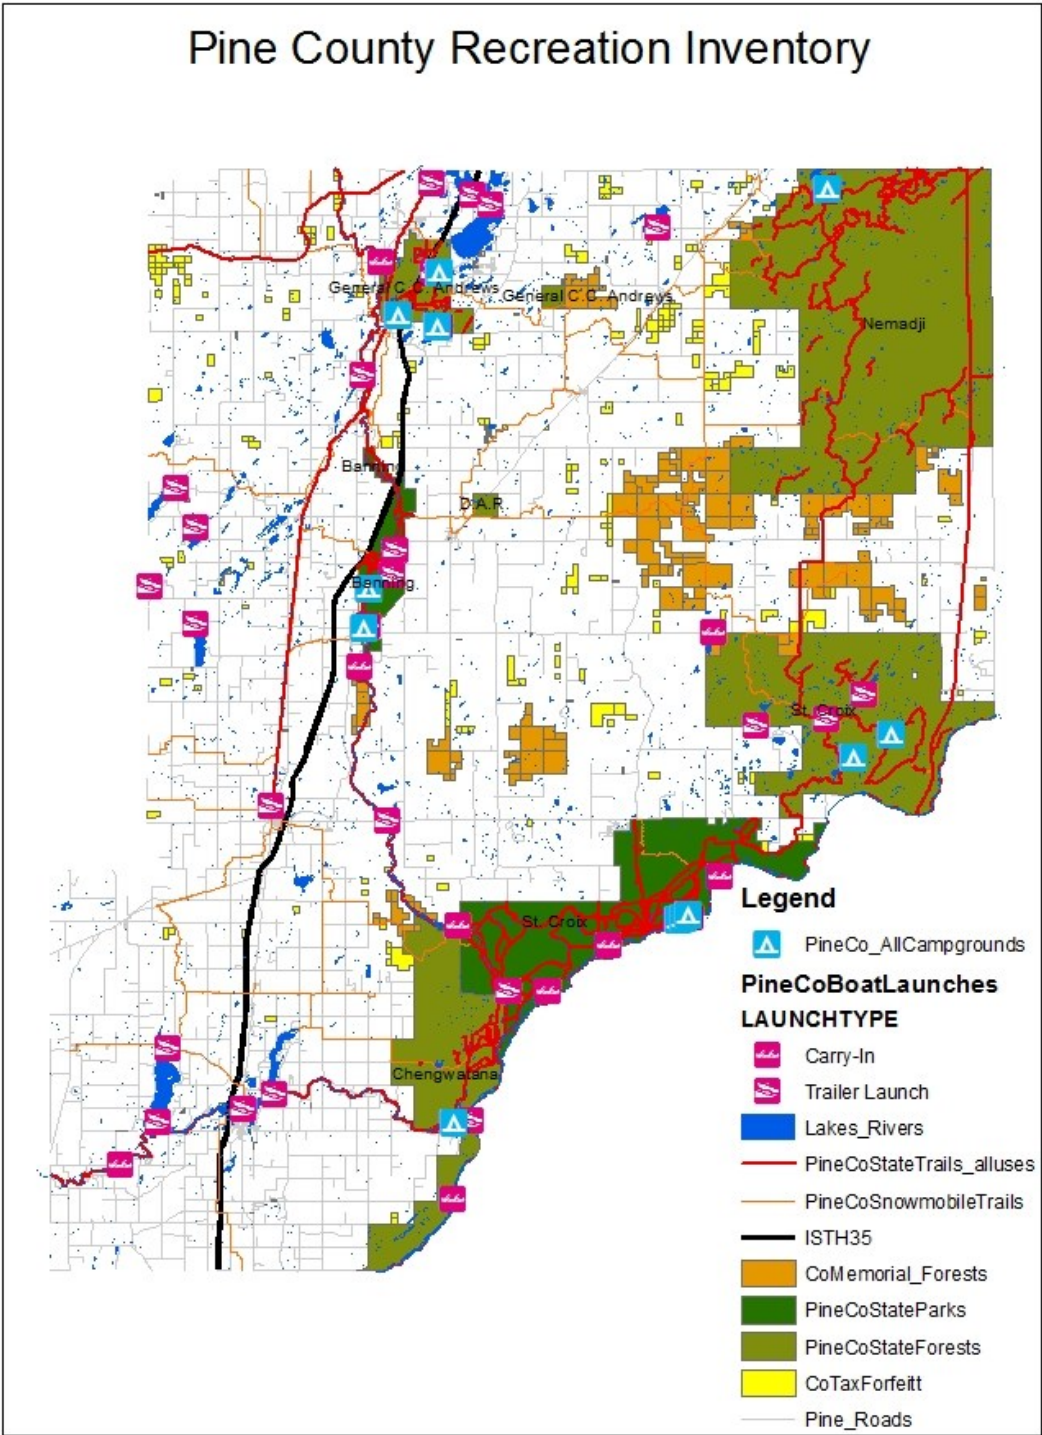 Pine County Recreation Inventory
General C.C. Andrews
General C.C. Andrews
Nemadji
Banning
D.A.R.
Banning
St. Croix
St. Croix
Chengwatana
Legend
PineCo_AllCampgrounds
PineCoBoatLaunches
LAUNCHTYPE
Carry-In
Trailer Launch
Lakes_Rivers
PineCoStateTrails_alluses
PineCoSnowmobileTrails
ISTH35
CoMemorial_Forests
PineCoStateParks
PineCoStateForests
CoTaxForfeitt
Pine_Roads